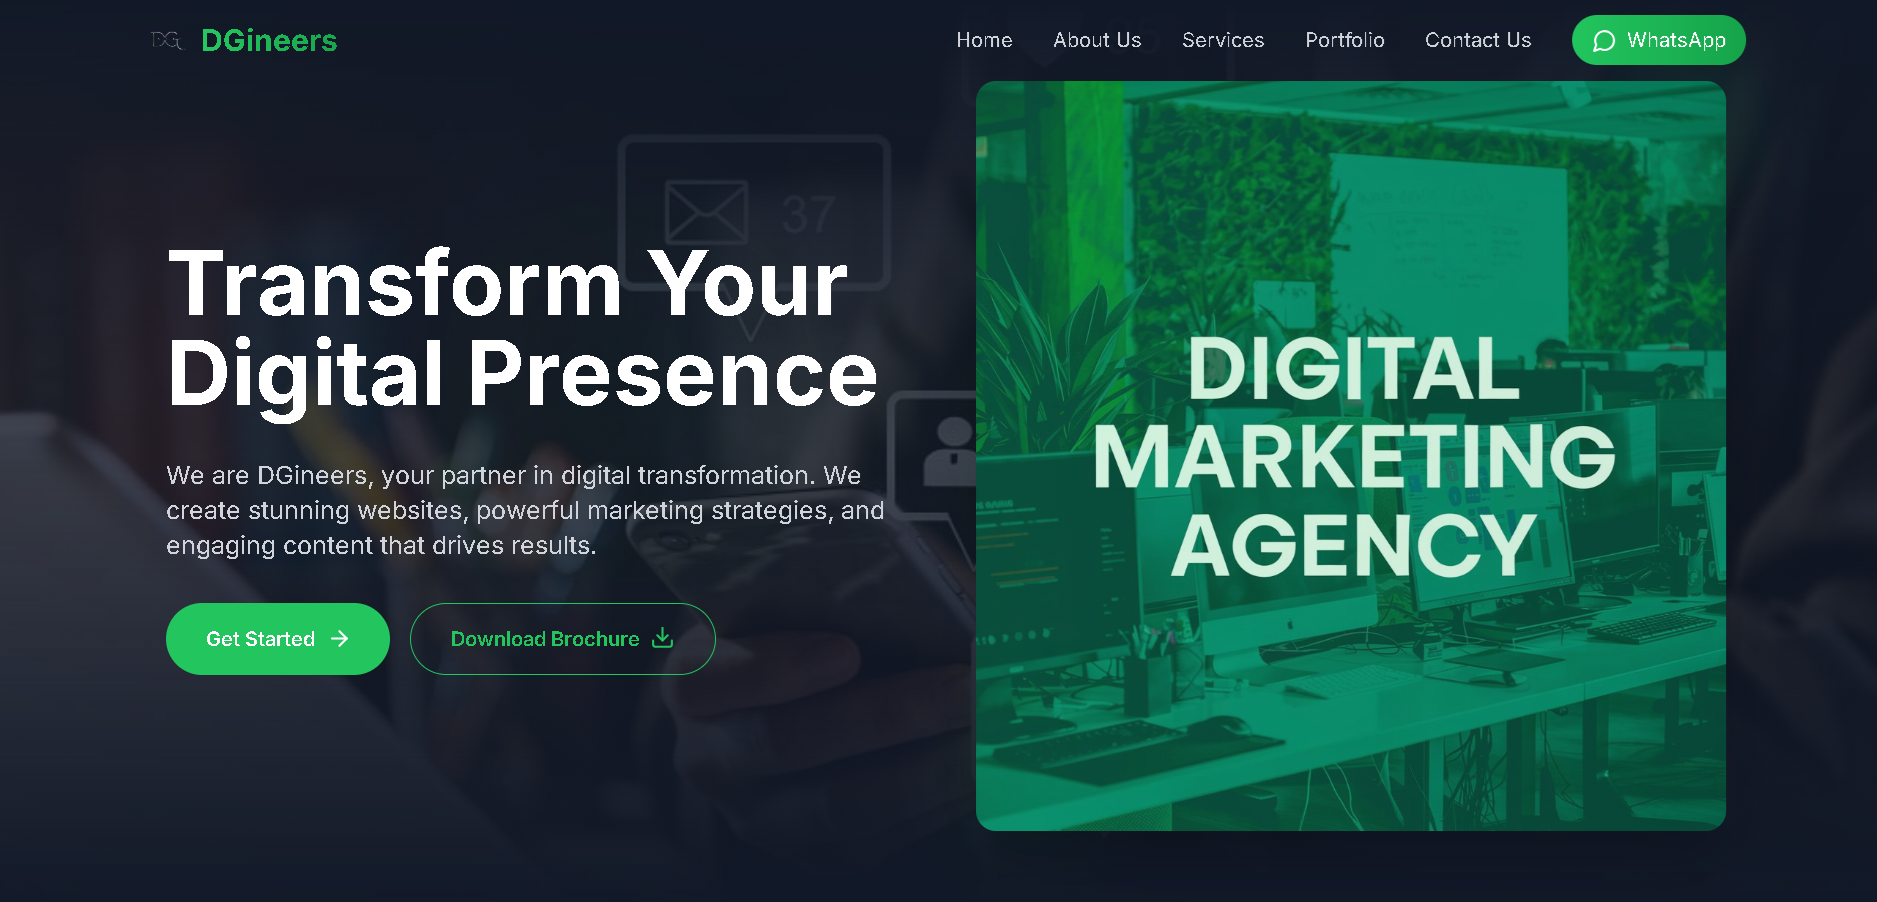 DG DGineers
Home About Us Services Portfolio Contact Us WhatsApp
37
Transform Your
Digital Presence
We are DGineers, your partner in digital transformation. We
create stunning websites, powerful marketing strategies, and
engaging content that drives results.
Get Started
Download Brochure
DIGITAL
MARKETING
AGENCY